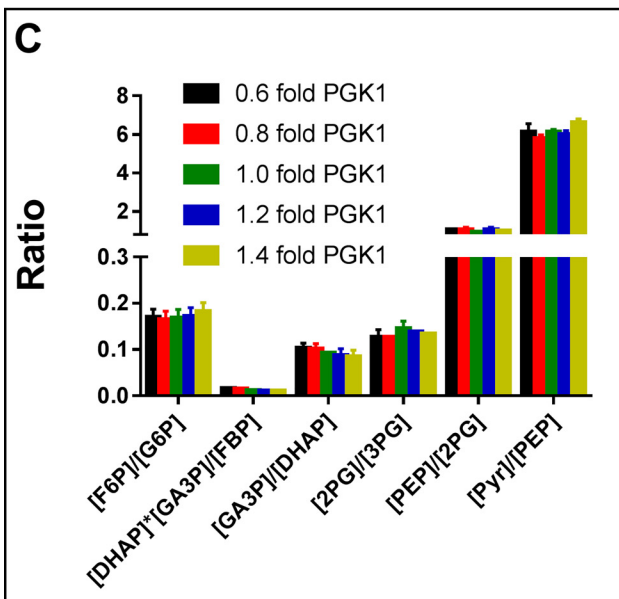 C
0.6 fold PGK1
0.8 fold PGK1
1.0 fold PGK1
1.2 fold PGK1
1.4 fold PGK1
Ratio
8
6
4
2
0.3
0.2
0.1
0.0
[F6P]/[G6P]
[DHAP]*[GA3P]/[FBP]
[GA3P]/[DHAP]
[2PG]/[3PG]
[PEP]/[2PG]
[Pyr]/[PEP]